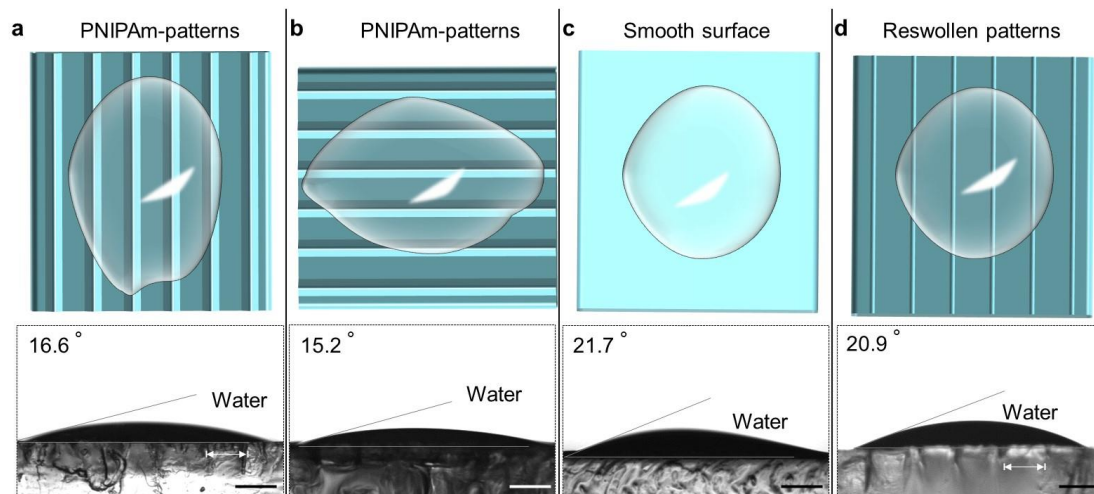 a PNIPAm-patterns
b PNIPAm-patterns
c Smooth surface
d Reswollen patterns
16.6 °
15.2 °
21.7 °
20.9 °
Water
Water
Water
Water